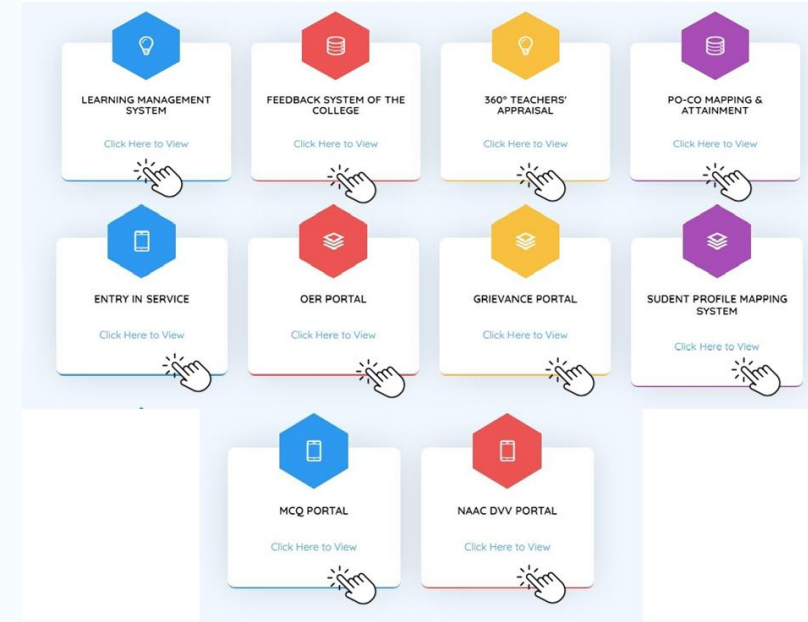 LEARNING MANAGEMENT
SYSTEM
Click Here to View
FEEDBACK SYSTEM OF THE
COLLEGE
Click Here to View
360° TEACHERS'
APPRAISAL
Click Here to View
PO-CO MAPPING &
ATTAINMENT
Click Here to View
ENTRY IN SERVICE
Click Here to View
OER PORTAL
Click Here to View
GRIEVANCE PORTAL
Click Here to View
SUDENT PROFILE MAPPING
SYSTEM
Click Here to View
MCQ PORTAL
Click Here to View
NAAC DVV PORTAL
Click Here to View